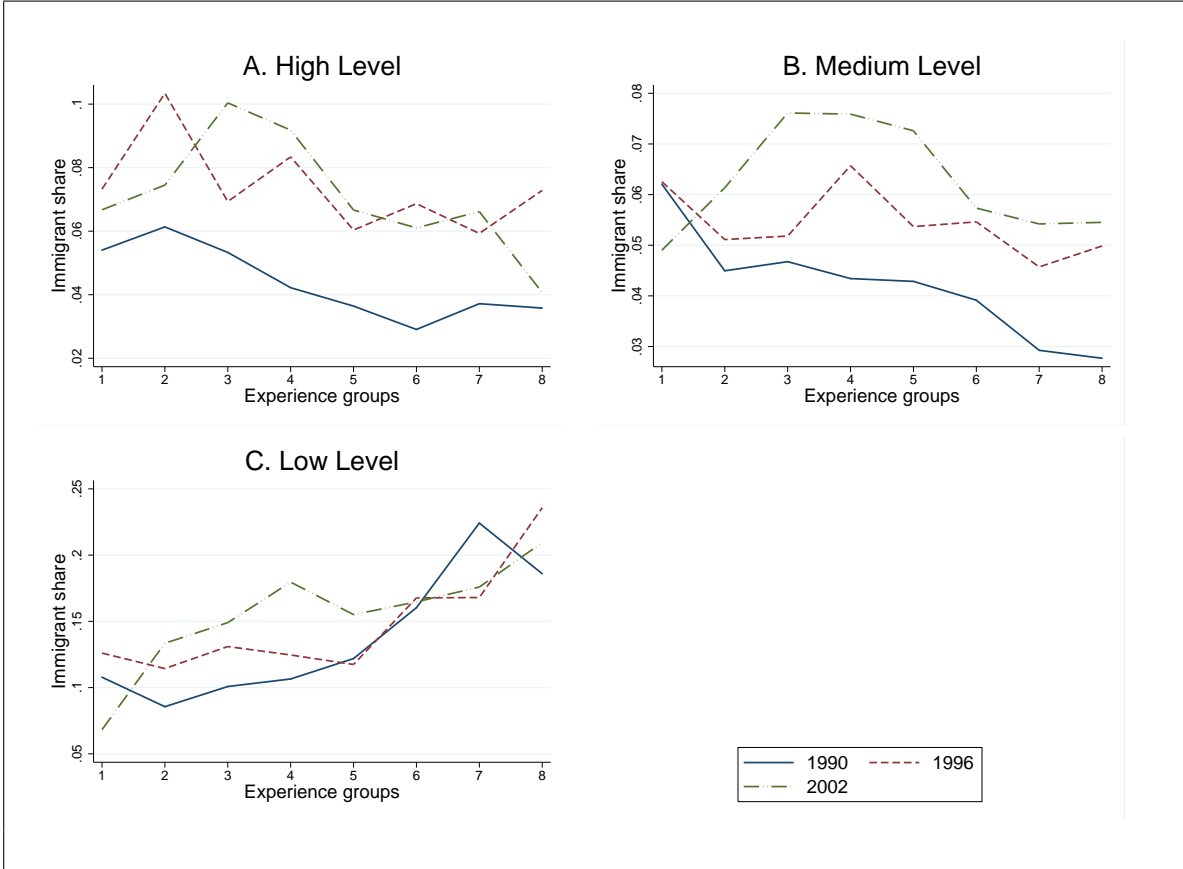 A. High Level
Immigrant share
.02 .04 .06 .08 .1
1 2 3 4 5 6 7 8
Experience groups
B. Medium Level
Immigrant share
.03 .04 .05 .06 .07 .08
1 2 3 4 5 6 7 8
Experience groups
C. Low Level
Immigrant share
.05 .1 .15 .2 .25
1 2 3 4 5 6 7 8
Experience groups
1990 1996
2002